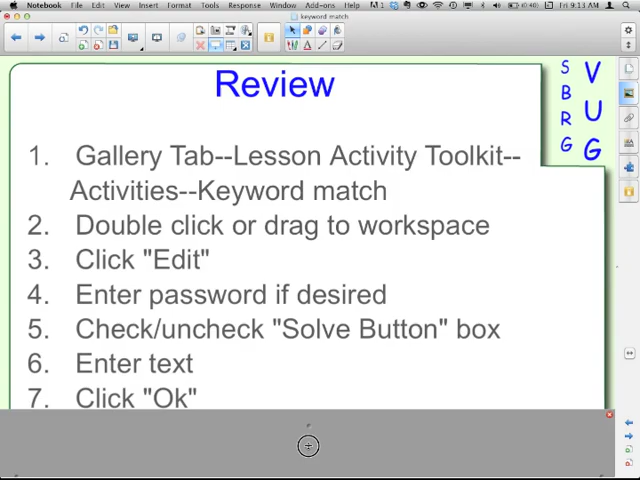 Notebook File Edit View Insert Format Tools Response Window Add-ons Help
(0:40) Fri 9:13 AM
keyword match
Review
1. Gallery Tab--Lesson Activity Toolkit--
Activities--Keyword match
2. Double click or drag to workspace
3. Click "Edit"
4. Enter password if desired
5. Check/uncheck "Solve Button" box
6. Enter text
7. Click "Ok"
S
B
R
G
V
U
G